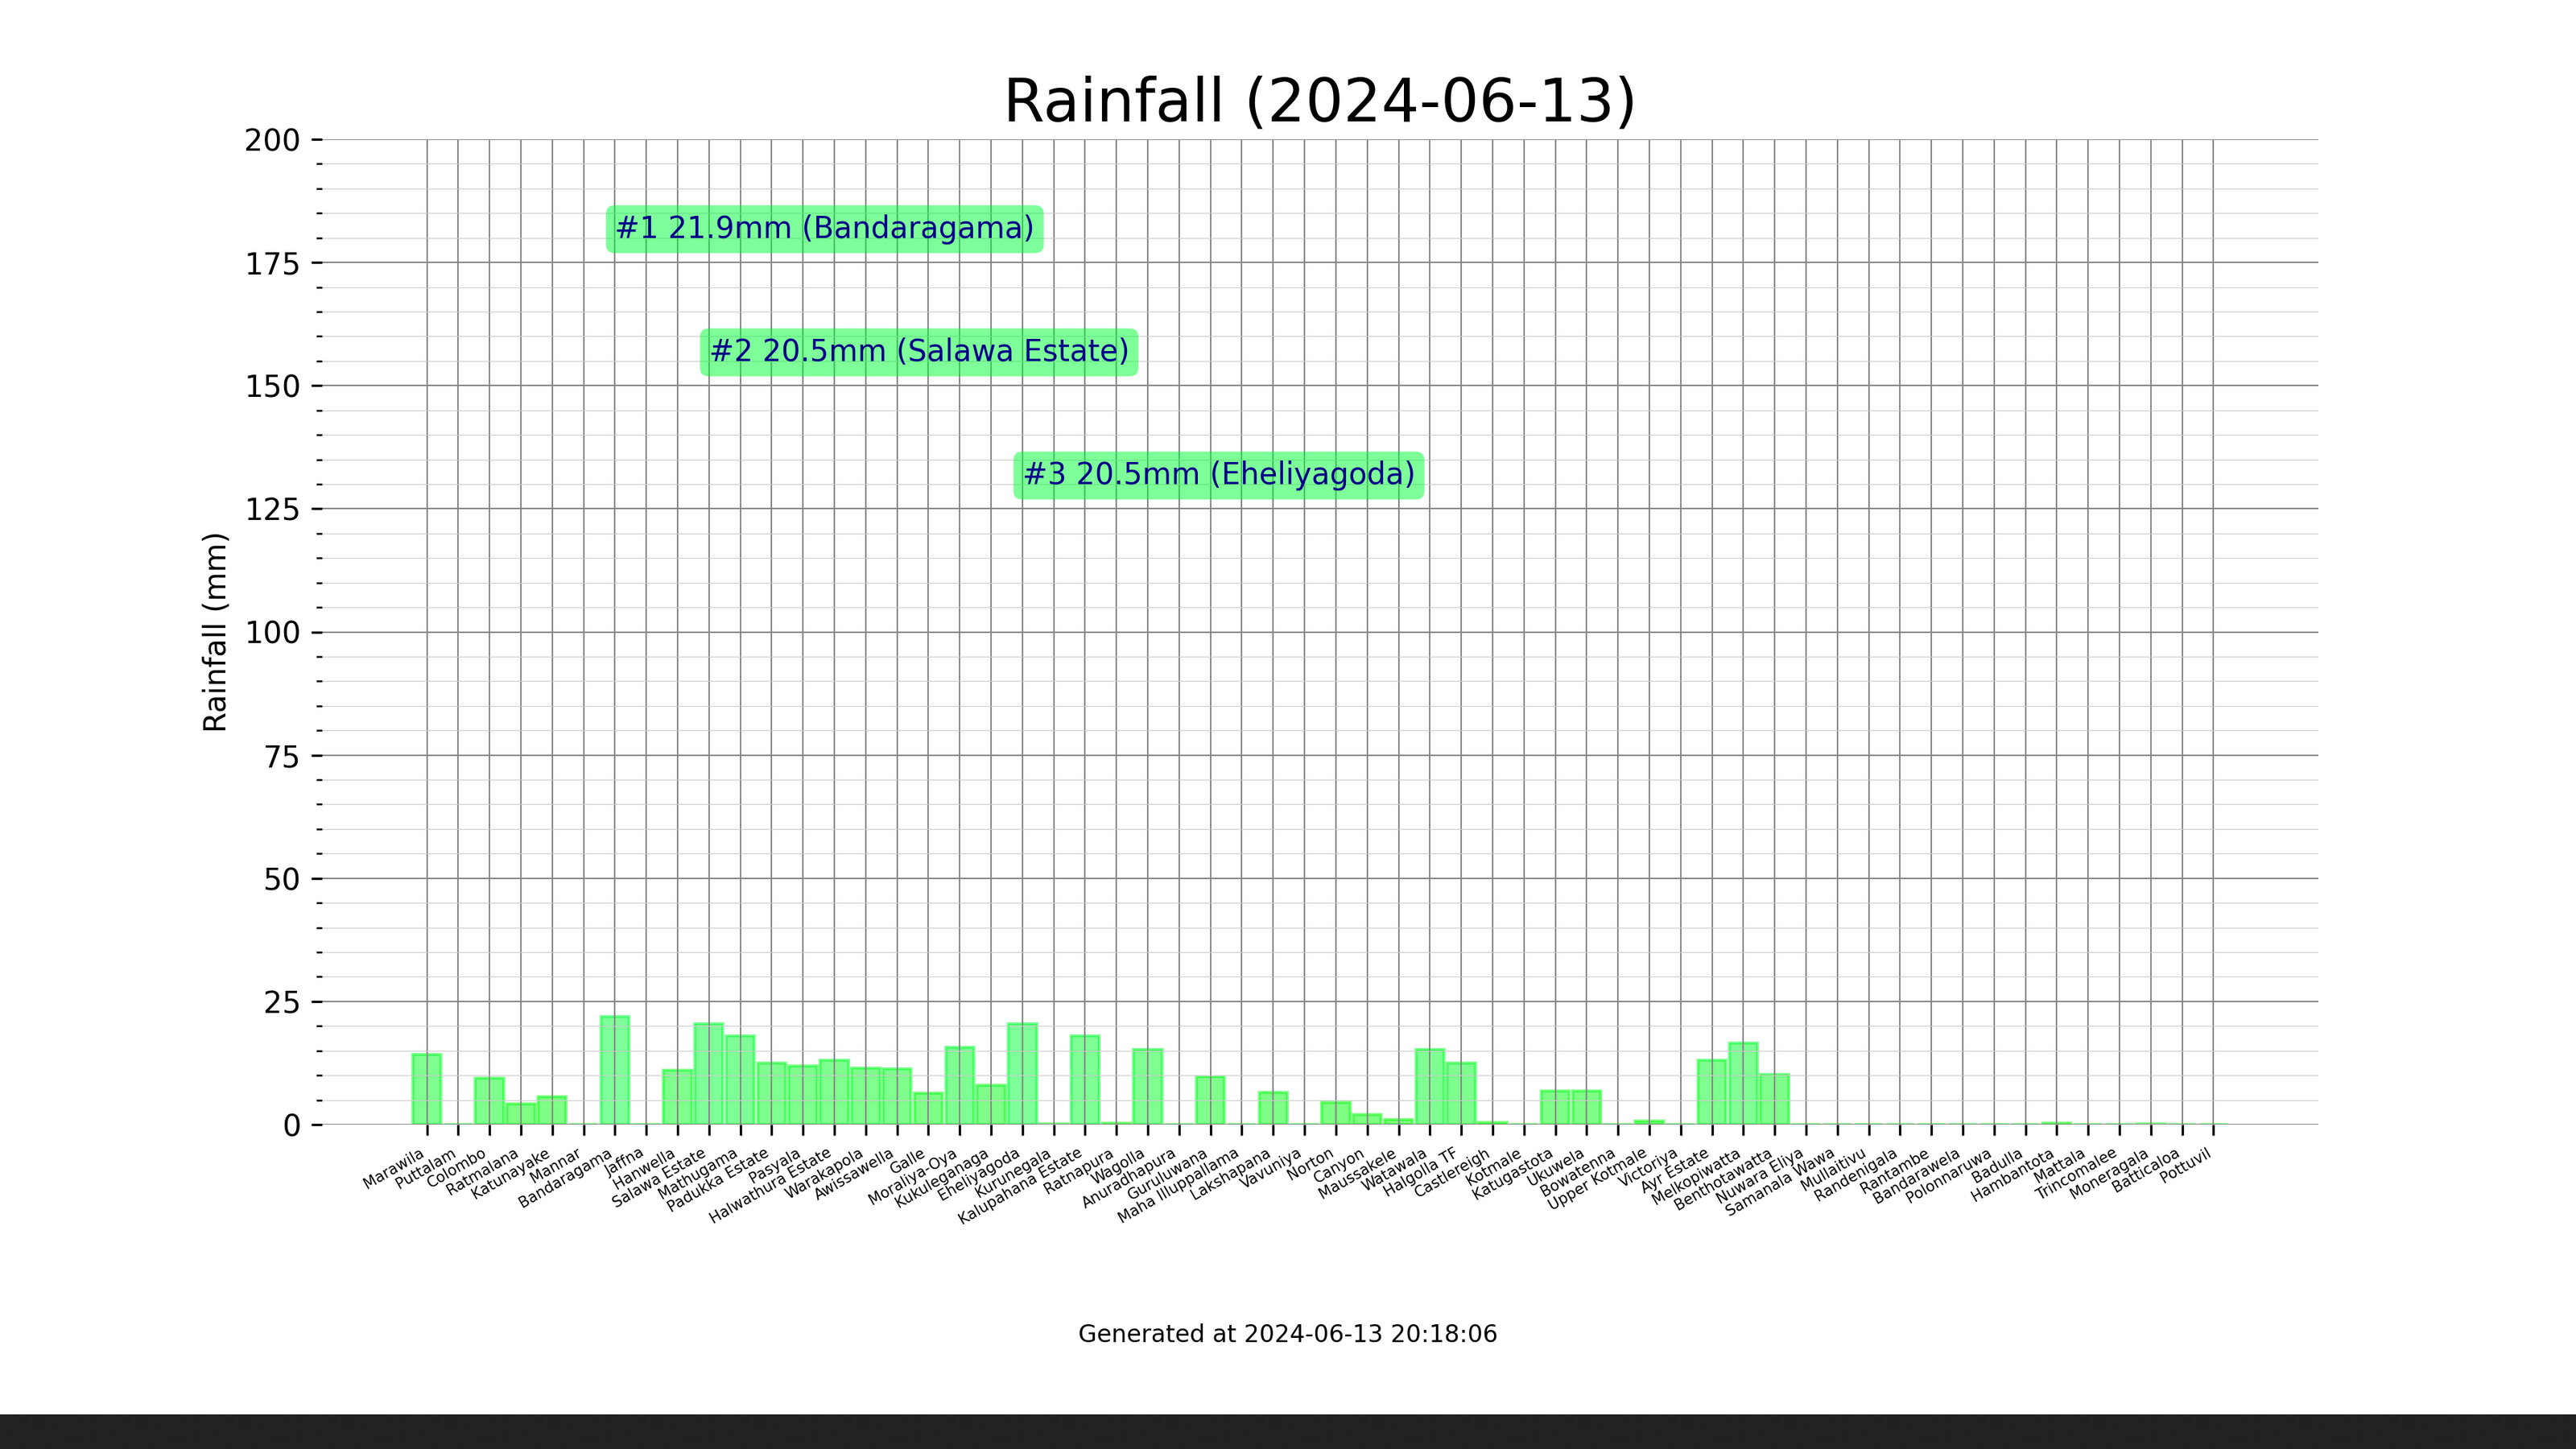 Rainfall (2024-06-13)
200
175
150
125
100
75
50
25
0
Rainfall (mm)
#1 21.9mm (Bandaragama)
#2 20.5mm (Salawa Estate)
#3 20.5mm (Eheliyagoda)
Marawila
Puttalam
Colombo
Ratmalana
Katunayake
Mannar
Bandaragama
Jaffna
Hanwella
Salawa Estate
Mathugama
Padukka Estate
Pasyala
Halwathura Estate
Warakapola
Awissawella
Galle
Moraliya-Oya
Kukuleganaga
Eheliyagoda
Kurunegala
Kalupahana Estate
Ratnapura
Wagolla
Anuradhapura
Guruluwana
Maha Illuppallama
Lakshapana
Vavuniya
Norton
Canyon
Maussakele
Watawala
Halgolla TF
Castlereigh
Kotmale
Katugastota
Ukuwela
Bowatenna
Upper Kotmale
Victoriya
Ayr Estate
Melkopiwatta
Benthotawatta
Nuwara Eliya
Samanala Wawa
Mullaitivu
Randenigala
Rantambe
Bandarawela
Polonnaruwa
Badulla
Hambantota
Mattala
Trincomalee
Moneragala
Batticaloa
Pottuvil
Generated at 2024-06-13 20:18:06